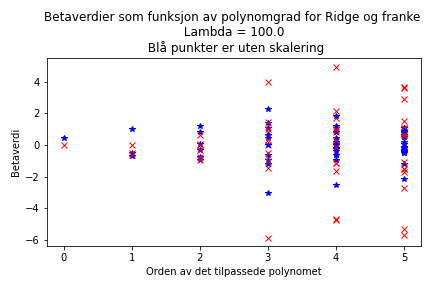 Betaverdier som funksjon av polynomgrad for Ridge og franke
Lambda = 100.0
Blå punkter er uten skalering
4
2
0
−2
−4
−6
Betaverdi
0 1 2 3 4 5
Orden av det tilpassede polynomet